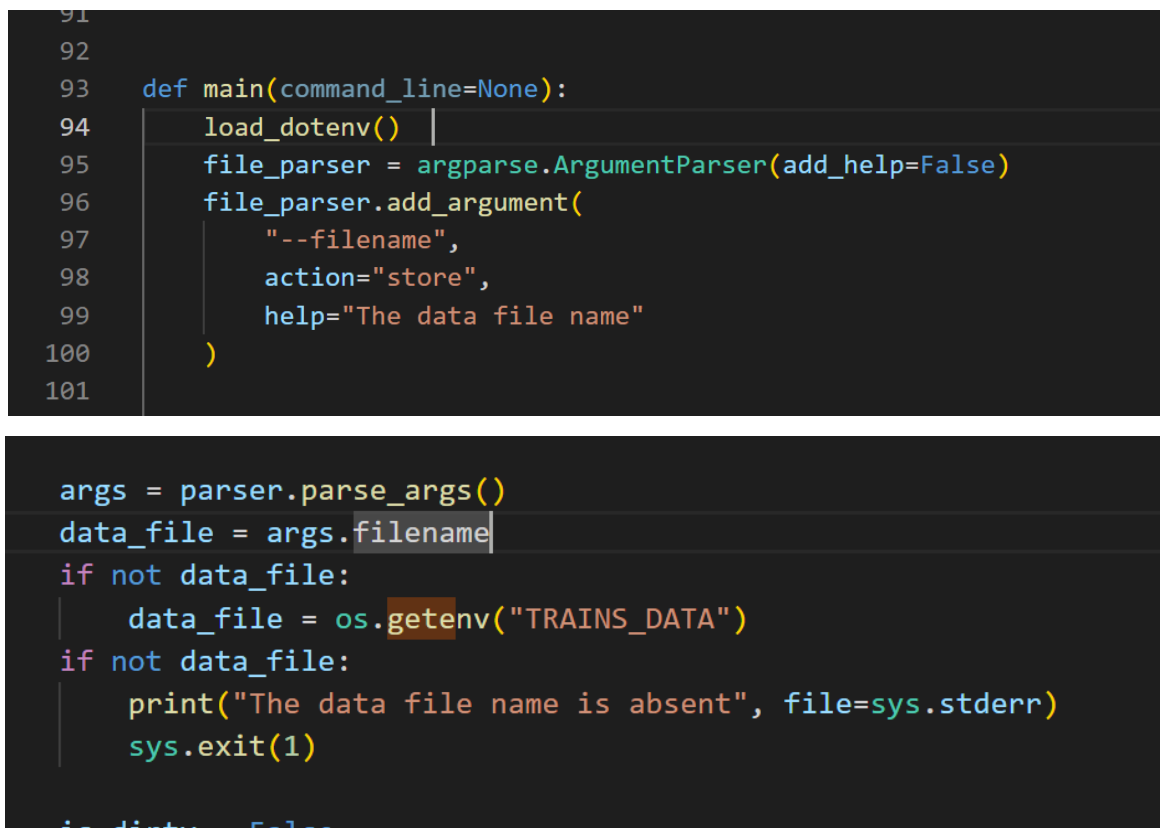 91
92
93 def main(command_line=None):
94 load_dotenv()
95 file_parser = argparse.ArgumentParser(add_help=False)
96 file_parser.add_argument(
97 "--filename",
98 action="store",
99 help="The data file name"
100 )
101
args = parser.parse_args()
data_file = args.filename
if not data_file:
data_file = os.getenv("TRAINS_DATA")
if not data_file:
print("The data file name is absent", file=sys.stderr)
sys.exit(1)
is_dirty = False